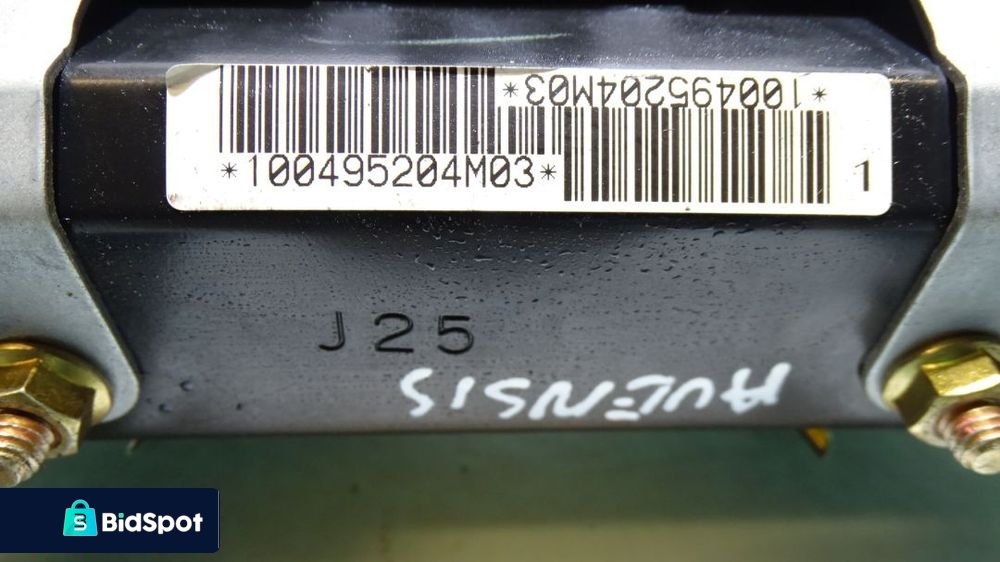 *100495204M03*
*100495204M03*
1
J25
AVENSIS
BidSpot